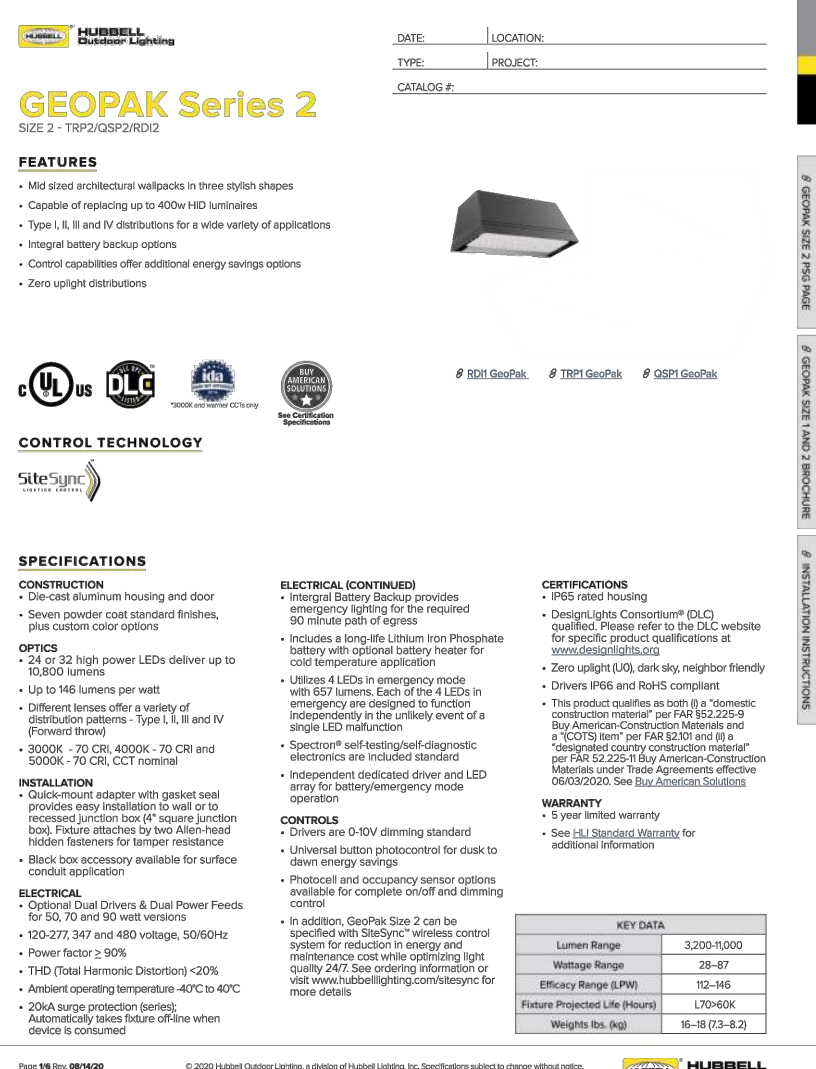 HUBBELL
HUBBELL
Outdoor Lighting
DATE:
LOCATION:
TYPE:
PROJECT:
CATALOG #:
GEOPAK Series 2
SIZE 2 - TRP2/QSP2/RDI2
FEATURES
• Mid sized architectural wallpacks in three stylish shapes
• Capable of replacing up to 400w HID luminaires
• Type I, II, III and IV distributions for a wide variety of applications
• Integral battery backup options
• Control capabilities offer additional energy savings options
• Zero uplight distributions
C UL US
DLC
ida
*3000K and warmer CCTs only
BUY
AMERICAN
SOLUTIONS
See Certification
Specifications
RDI1 GeoPak
TRP1 GeoPak
QSP1 GeoPak
CONTROL TECHNOLOGY
SiteSync™
LIGHTING CONTROL
SPECIFICATIONS
CONSTRUCTION
• Die-cast aluminum housing and door
• Seven powder coat standard finishes,
plus custom color options
OPTICS
• 24 or 32 high power LEDs deliver up to
10,800 lumens
• Up to 146 lumens per watt
• Different lenses offer a variety of
distribution patterns - Type I, II, III and IV
(Forward throw)
• 3000K - 70 CRI, 4000K - 70 CRI and
5000K - 70 CRI, CCT nominal
INSTALLATION
• Quick-mount adapter with gasket seal
provides easy installation to wall or to
recessed junction box (4" square junction
box). Fixture attaches by two Allen-head
hidden fasteners for tamper resistance
• Black box accessory available for surface
conduit application
ELECTRICAL
• Optional Dual Drivers & Dual Power Feeds
for 50, 70 and 90 watt versions
• 120-277, 347 and 480 voltage, 50/60Hz
• Power factor ≥ 90%
• THD (Total Harmonic Distortion) <20%
• Ambient operating temperature -40°C to 40°C
• 20kA surge protection (series);
Automatically takes fixture off-line when
device is consumed
ELECTRICAL (CONTINUED)
• Intergral Battery Backup provides
emergency lighting for the required
90 minute path of egress
• Includes a long-life Lithium Iron Phosphate
battery with optional battery heater for
cold temperature application
• Utilizes 4 LEDs in emergency mode
with 657 lumens. Each of the 4 LEDs in
emergency are designed to function
independently in the unlikely event of a
single LED malfunction
• Spectron® self-testing/self-diagnostic
electronics are included standard
• Independent dedicated driver and LED
array for battery/emergency mode
operation
CONTROLS
• Drivers are 0-10V dimming standard
• Universal button photocontrol for dusk to
dawn energy savings
• Photocell and occupancy sensor options
available for complete on/off and dimming
control
• In addition, GeoPak Size 2 can be
specified with SiteSync™ wireless control
system for reduction in energy and
maintenance cost while optimizing light
quality 24/7. See ordering information or
visit www.hubbelllighting.com/sitesync for
more details
CERTIFICATIONS
• IP65 rated housing
• DesignLights Consortium® (DLC)
qualified. Please refer to the DLC website
for specific product qualifications at
www.designlights.org
• Zero uplight (U0), dark sky, neighbor friendly
• Drivers IP66 and RoHS compliant
• This product qualifies as both (i) a "domestic
construction material" per FAR §52.225-9
Buy American-Construction Materials and
a "(COTS) item" per FAR §2.101 and (ii) a
"designated country construction material"
per FAR 52.225-11 Buy American-Construction
Materials under Trade Agreements effective
06/03/2020. See Buy American Solutions
WARRANTY
• 5 year limited warranty
• See HLI Standard Warranty for
additional information
KEY DATA
Lumen Range 3,200-11,000
Wattage Range 28–87
Efficacy Range (LPW) 112–146
Fixture Projected Life (Hours) L70>60K
Weights lbs. (kg) 16–18 (7.3–8.2)
GEOPAK SIZE 2 PSG PAGE
GEOPAK SIZE 1 AND 2 BROCHURE
INSTALLATION INSTRUCTIONS
Page 1/6 Rev. 08/14/20
© 2020 Hubbell Outdoor Lighting, a division of Hubbell Lighting, Inc. Specifications subject to change without notice.
HUBBELL